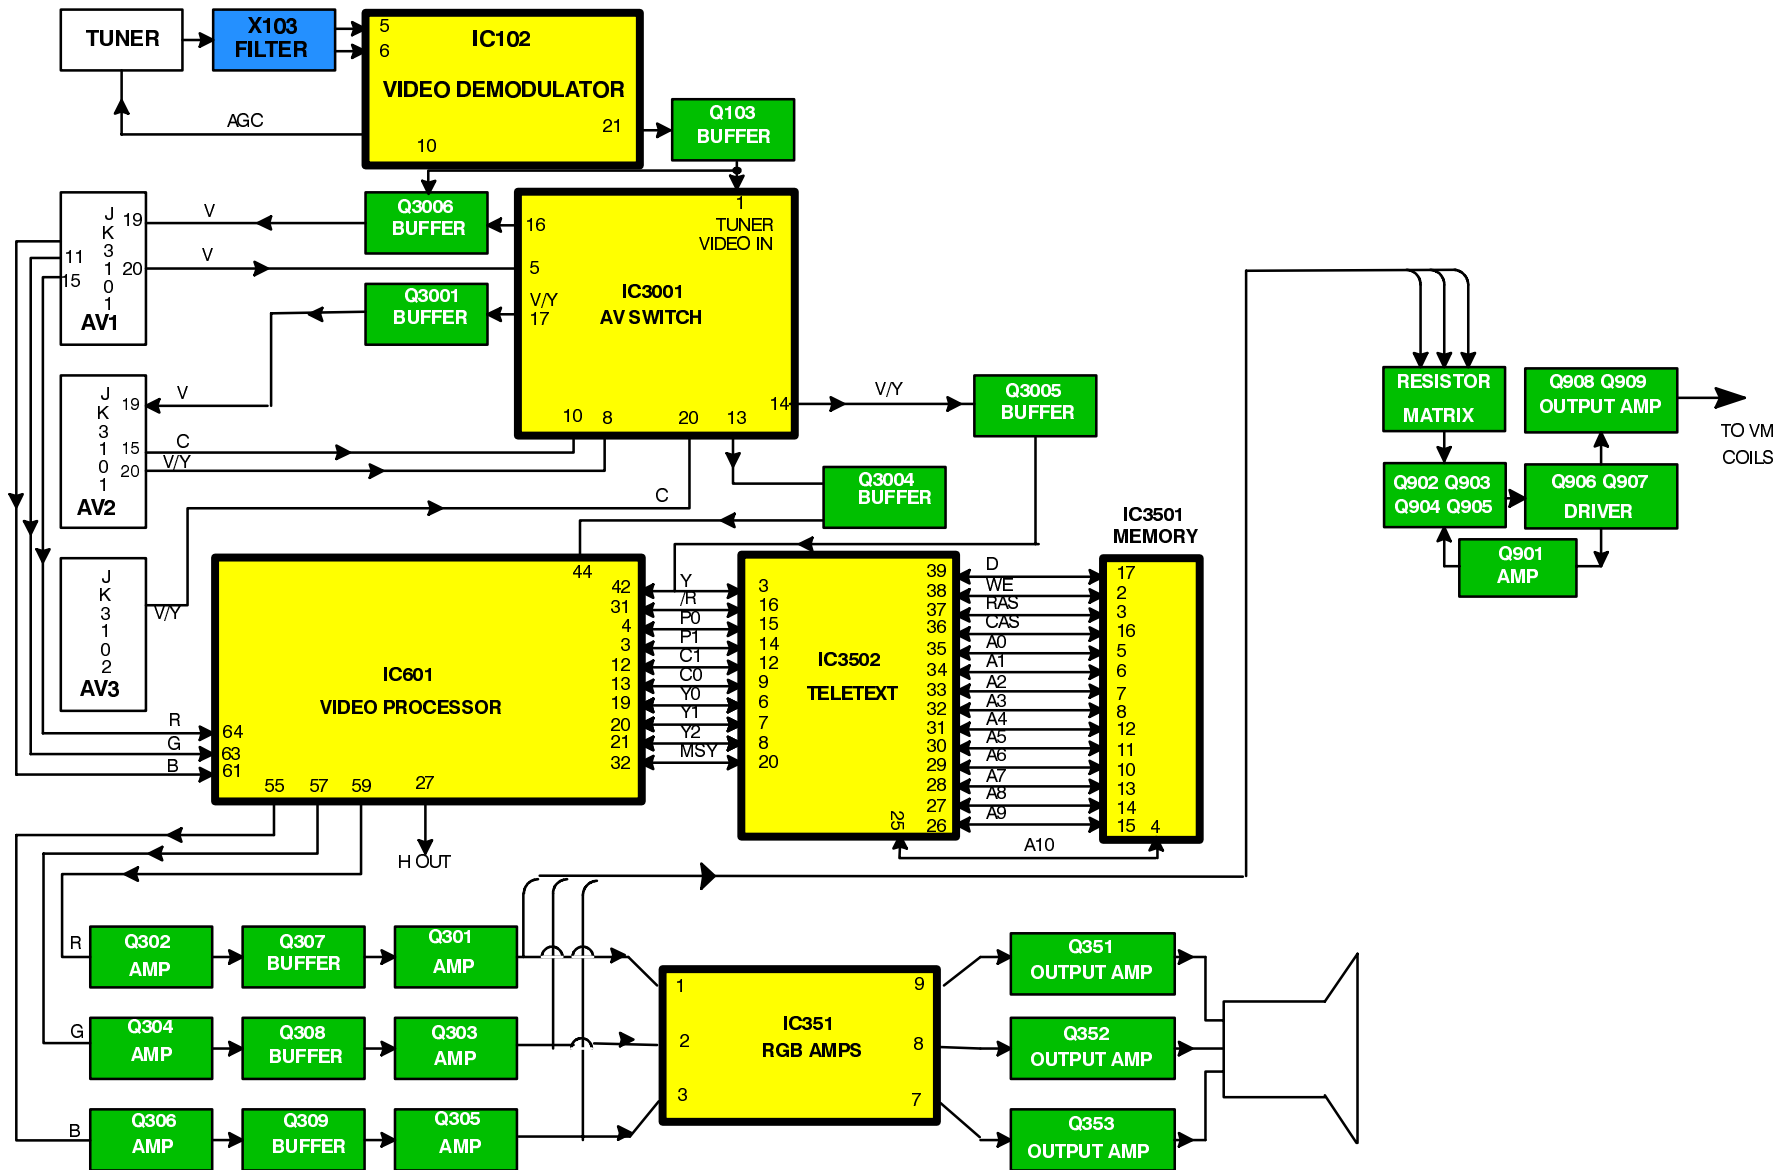 TUNER
X103
FILTER
5
6
IC102
VIDEO DEMODULATOR
21
10
AGC
Q103
BUFFER
J
K
3
1
0
1
19
20
11
15
AV1
V
V
Q3006
BUFFER
16
5
V/Y
17
1
TUNER
VIDEO IN
IC3001
AV SWITCH
Q3001
BUFFER
10
8
20
13
14
V/Y
Q3005
BUFFER
J
K
3
1
0
1
19
15
20
AV2
V
C
V/Y
C
Q3004
BUFFER
J
K
3
1
0
2
AV3
V/Y
R
G
B
IC601
VIDEO PROCESSOR
44
42
31
4
3
12
13
19
20
21
32
64
63
61
55
57
59
27
H OUT
Y
/R
P0
P1
C1
C0
Y0
Y1
Y2
MSY
3
16
15
14
12
9
6
7
8
20
IC3502
TELETEXT
39
38
37
36
35
34
33
32
31
30
29
28
27
26
25
D
WE
RAS
CAS
A0
A1
A2
A3
A4
A5
A6
A7
A8
A9
A10
IC3501
MEMORY
17
2
3
16
5
6
7
8
12
11
10
13
14
15
4
RESISTOR
MATRIX
Q908 Q909
OUTPUT AMP
TO VM
COILS
Q902 Q903
Q904 Q905
Q906 Q907
DRIVER
Q901
AMP
R
Q302
AMP
Q307
BUFFER
Q301
AMP
G
Q304
AMP
Q308
BUFFER
Q303
AMP
B
Q306
AMP
Q309
BUFFER
Q305
AMP
1
2
3
IC351
RGB AMPS
9
8
7
Q351
OUTPUT AMP
Q352
OUTPUT AMP
Q353
OUTPUT AMP